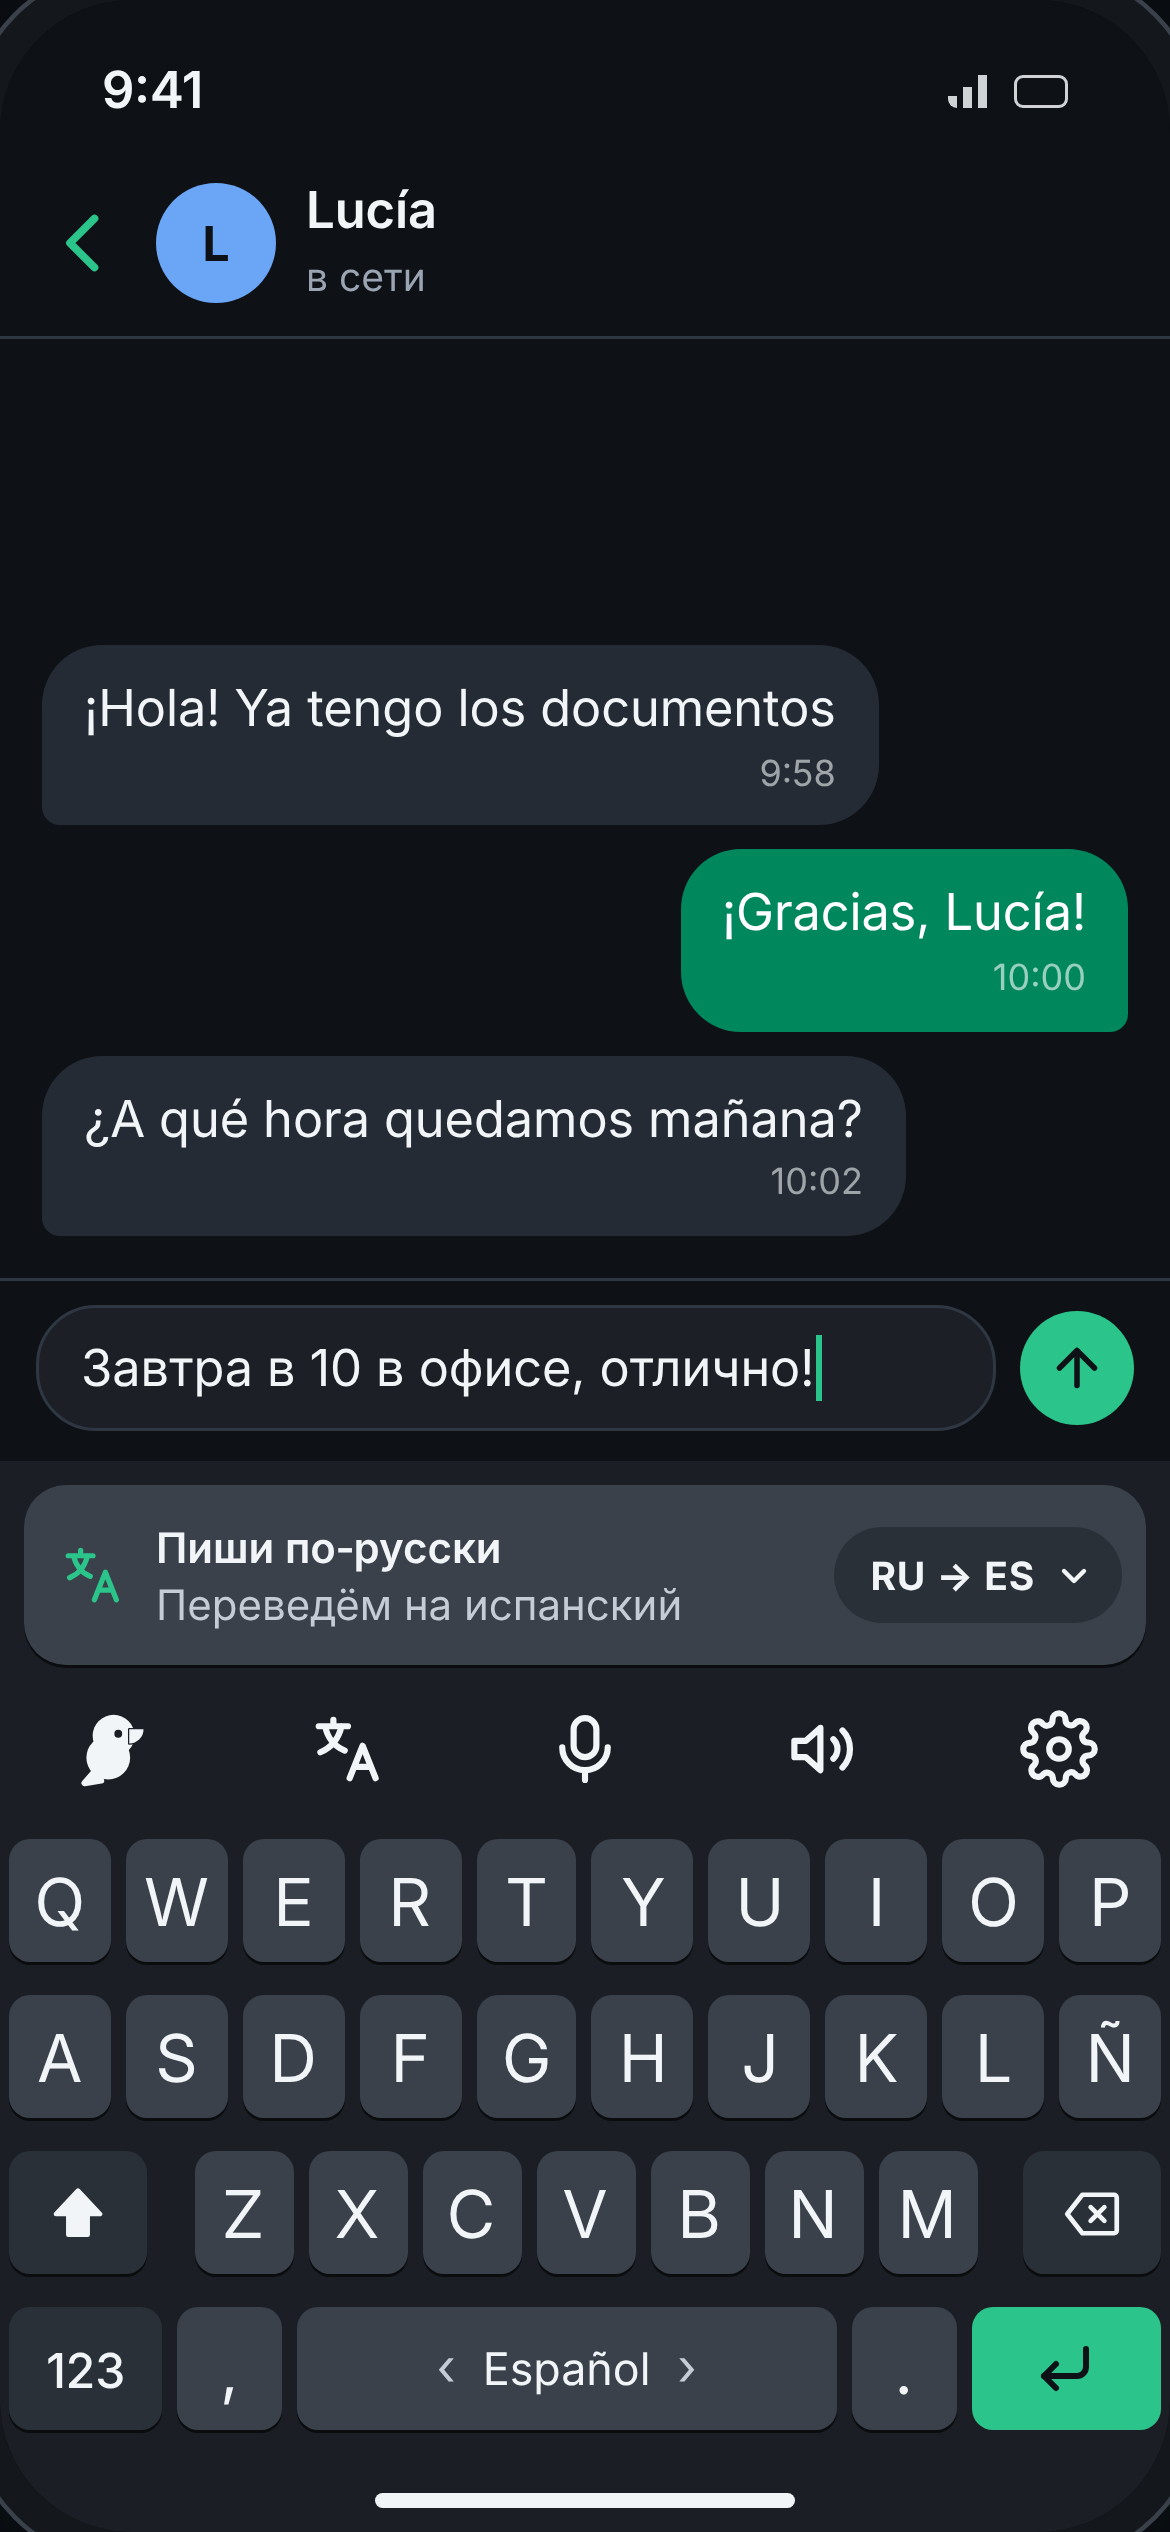 9:41
L
Lucía
в сети
¡Hola! Ya tengo los documentos
9:58
¡Gracias, Lucía!
10:00
¿A qué hora quedamos mañana?
10:02
Завтра в 10 в офисе, отлично!
Пиши по-русски
Переведём на испанский
RU → ES
Q W E R T Y U I O P
A S D F G H J K L Ñ
Z X C V B N M
123 , ‹ Español › .